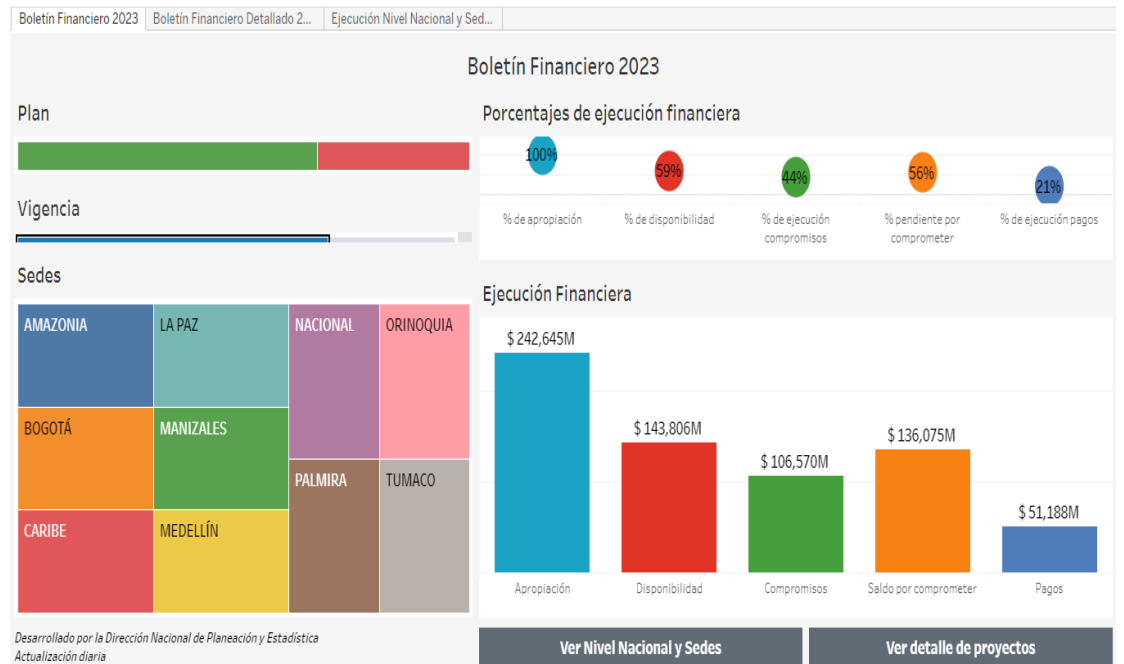 Boletín Financiero 2023
Boletín Financiero Detallado 2...
Ejecución Nivel Nacional y Sed...
Boletín Financiero 2023
Plan
Vigencia
Sedes
AMAZONIA
LA PAZ
NACIONAL
ORINOQUIA
BOGOTÁ
MANIZALES
PALMIRA
TUMACO
CARIBE
MEDELLÍN
Desarrollado por la Dirección Nacional de Planeación y Estadística
Actualización diaria
Porcentajes de ejecución financiera
100%
59%
44%
56%
21%
% de apropiación
% de disponibilidad
% de ejecución
compromisos
% pendiente por
comprometer
% de ejecución pagos
Ejecución Financiera
$ 242,645M
$ 143,806M
$ 106,570M
$ 136,075M
$ 51,188M
Apropiación
Disponibilidad
Compromisos
Saldo por comprometer
Pagos
Ver Nivel Nacional y Sedes
Ver detalle de proyectos